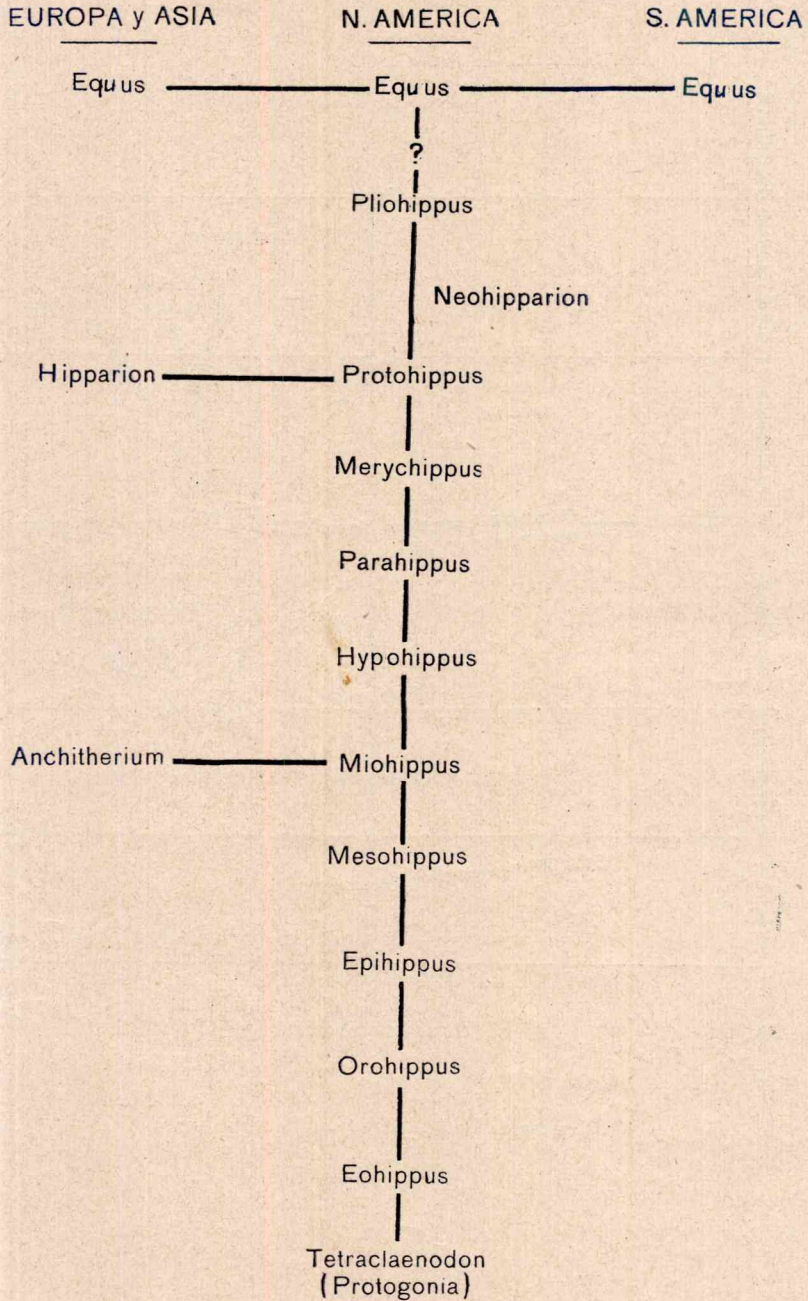 EUROPA y ASIA N. AMERICA S. AMERICA
Equus Equus Equus
?
Pliohippus
Neohipparion
Hipparion Protohippus
Merychippus
Parahippus
Hypohippus
Anchitherium Miohippus
Mesohippus
Epihippus
Orohippus
Eohippus
Tetraclaenodon
(Protogonia)